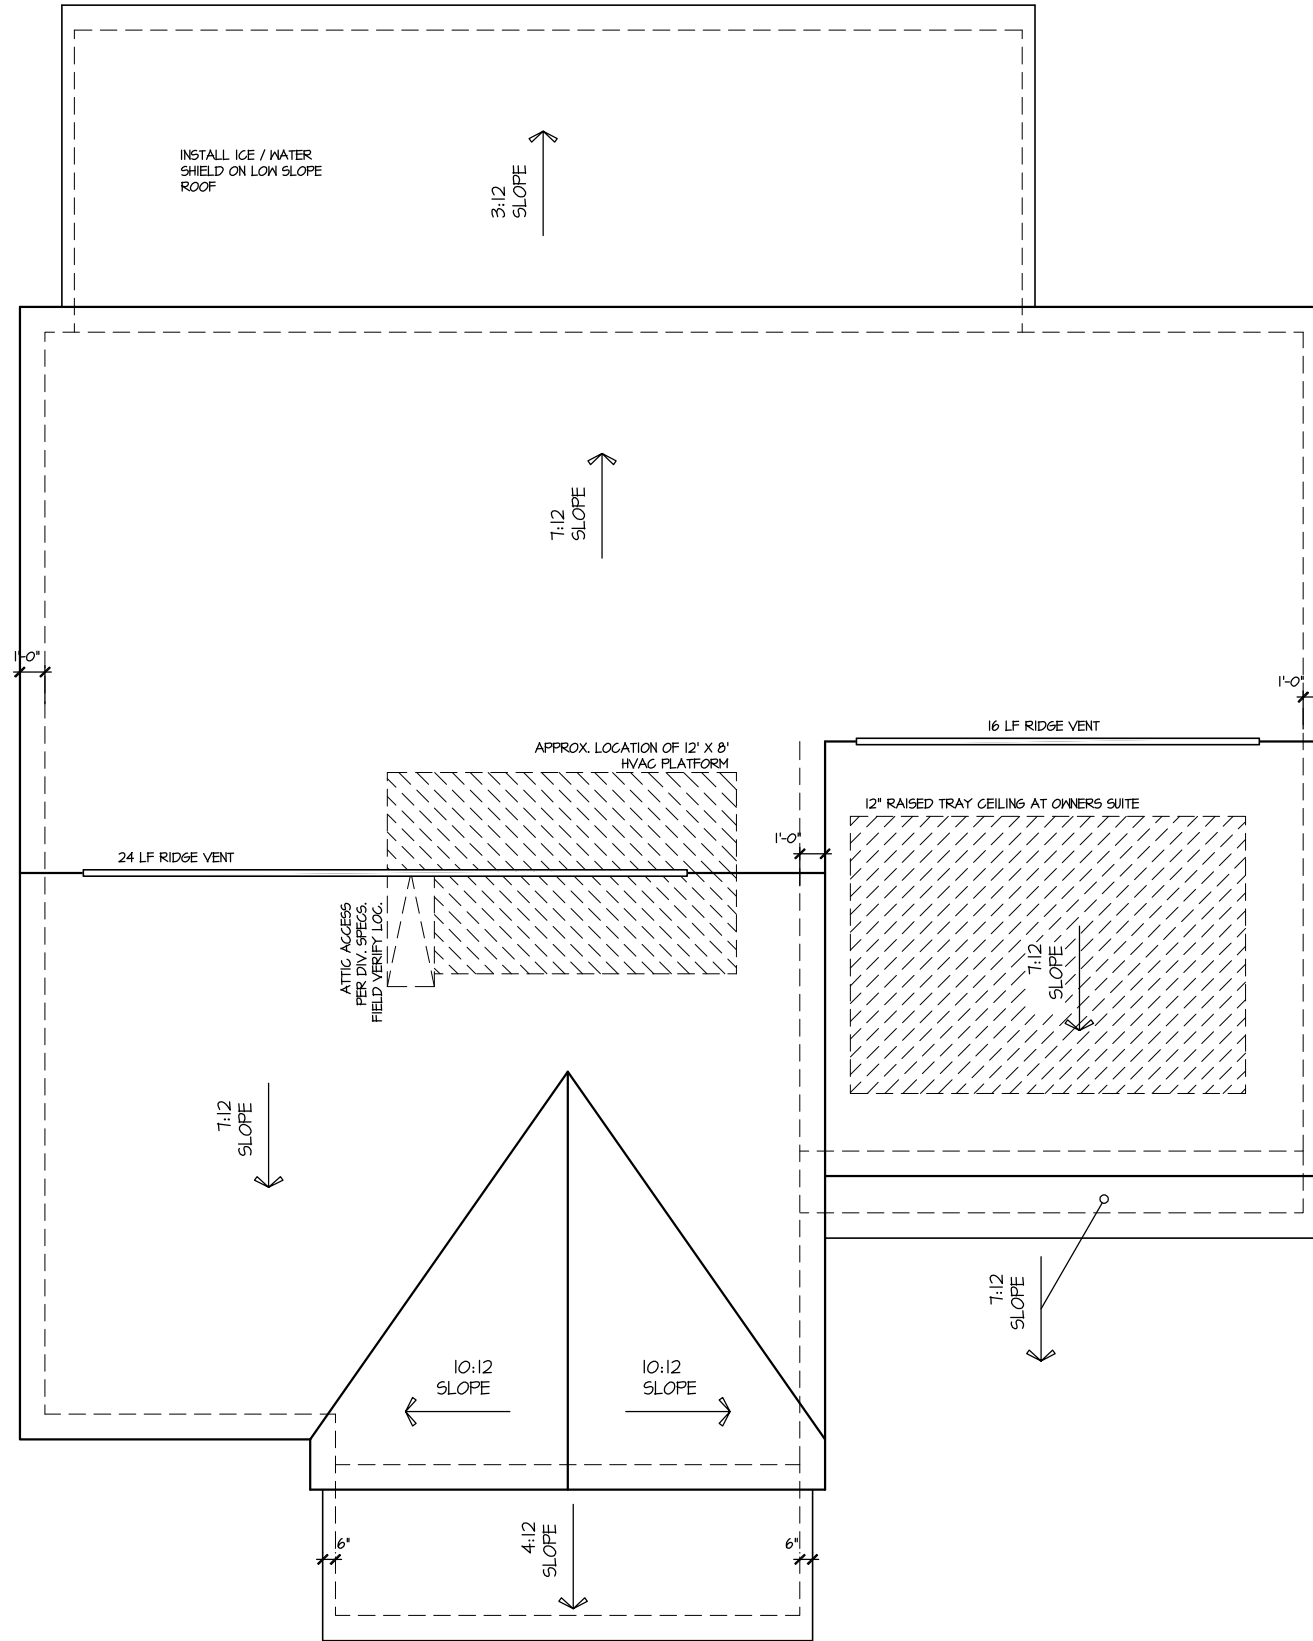 INSTALL ICE / WATER
SHIELD ON LOW SLOPE
ROOF
3:12
SLOPE
7:12
SLOPE
1'-0"
1'-0"
16 LF RIDGE VENT
APPROX. LOCATION OF 12' X 8'
HVAC PLATFORM
12" RAISED TRAY CEILING AT OWNERS SUITE
1'-0"
24 LF RIDGE VENT
ATTIC ACCESS
PER DIV. SPECS.
FIELD VERIFY LOC.
7:12
SLOPE
7:12
SLOPE
7:12
SLOPE
10:12
SLOPE
10:12
SLOPE
4:12
SLOPE
6"
6"